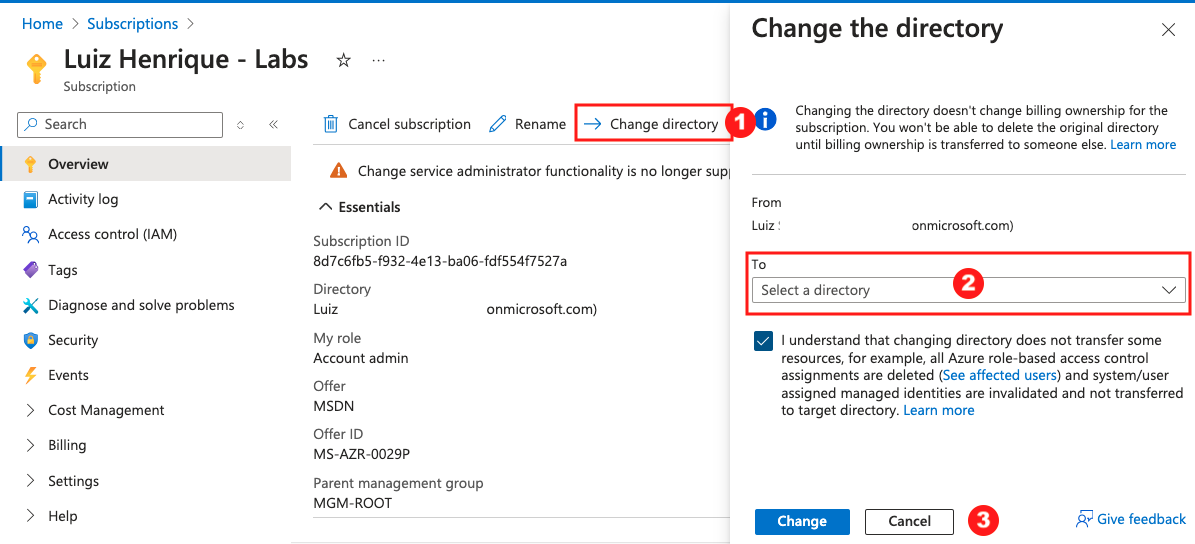 Home > Subscriptions >
Luiz Henrique - Labs
Subscription
Search
Overview
Activity log
Access control (IAM)
Tags
Diagnose and solve problems
Security
Events
Cost Management
Billing
Settings
Help
Cancel subscription
Rename
Change directory
1
Change service administrator functionality is no longer
Essentials
Subscription ID
8d7c6fb5-f932-4e13-ba06-fdf554f7527a
Directory
Luiz onmicrosoft.com)
My role
Account admin
Offer
MSDN
Offer ID
MS-AZR-0029P
Parent management group
MGM-ROOT
Change the directory
Changing the directory doesn't change billing ownership for the
subscription. You won't be able to delete the original directory
until billing ownership is transferred to someone else. Learn more
From
Luiz onmicrosoft.com)
To
Select a directory
2
I understand that changing directory does not transfer some
resources, for example, all Azure role-based access control
assignments are deleted (See affected users) and system/user
assigned managed identities are invalidated and not transferred
to target directory. Learn more
Change
Cancel
3
Give feedback